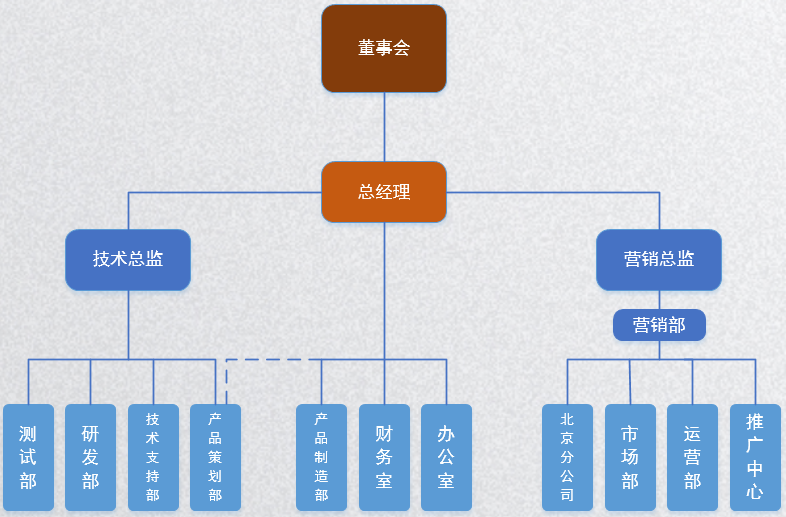 董事会
总经理
技术总监
营销总监
营销部
测试部
研发部
技术支持部
产品策划部
产品制造部
财务室
办公室
北京分公司
市场部
运营部
推广中心